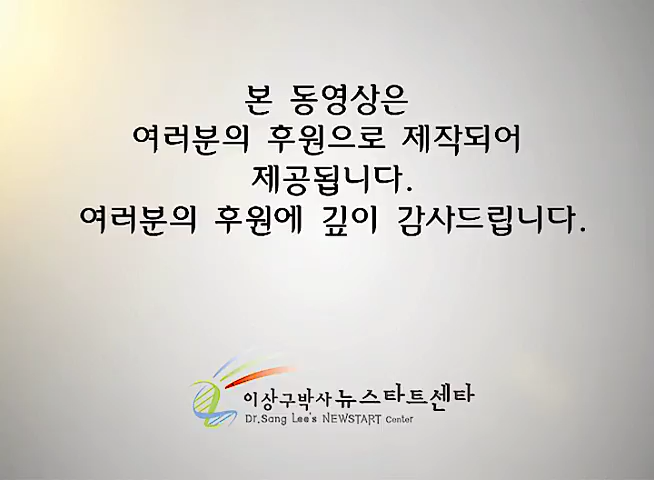 본 동영상은
여러분의 후원으로 제작되어
제공됩니다.
여러분의 후원에 깊이 감사드립니다.
이상구박사 뉴스타트센타
Dr.Sang Lee's NEWSTART Center